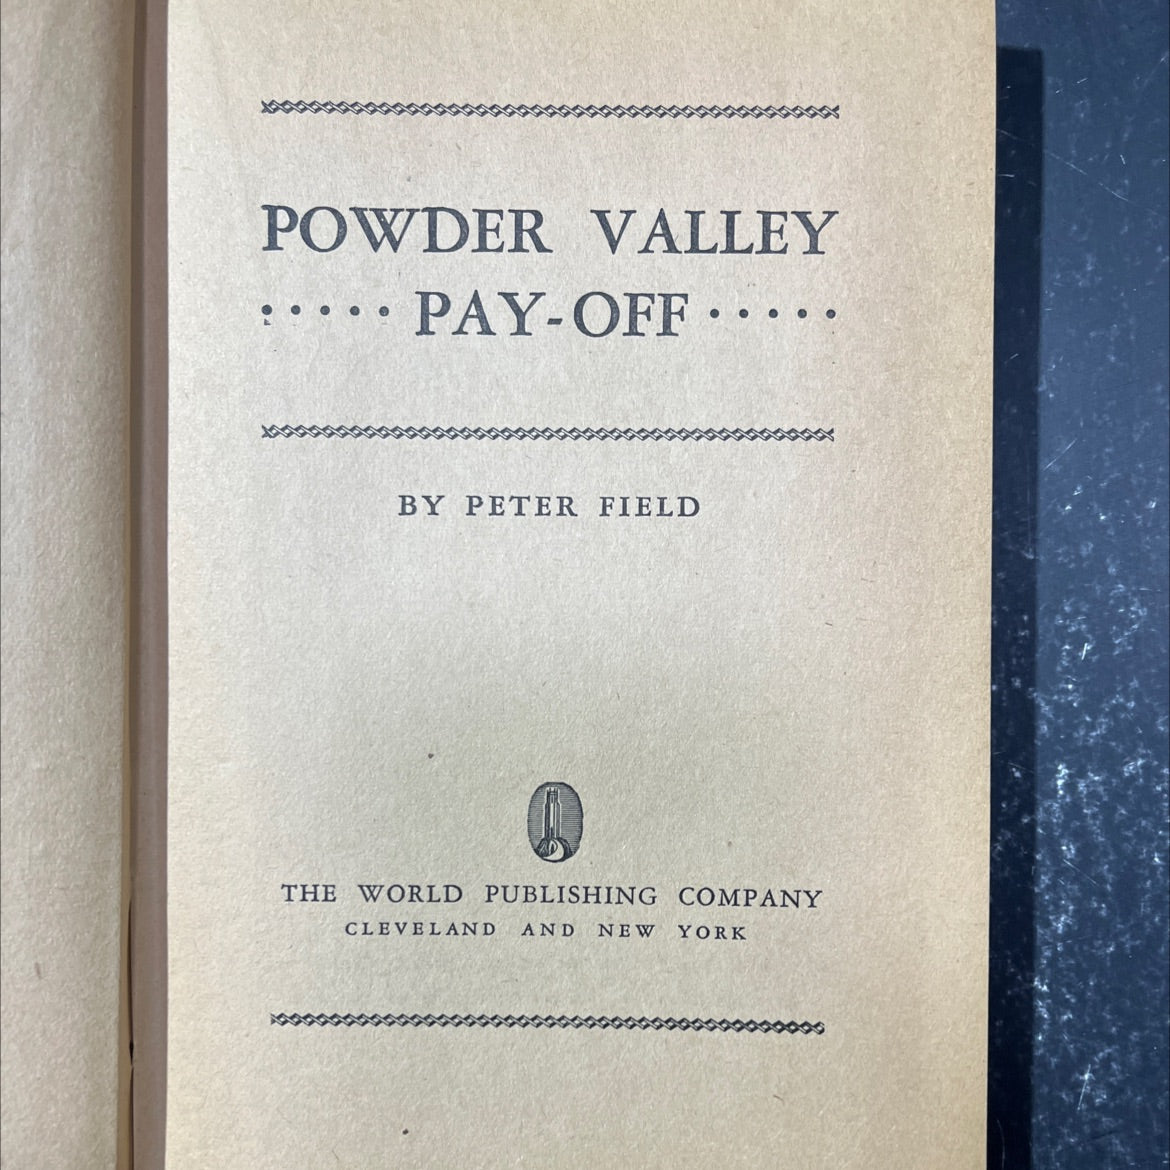 POWDER VALLEY
· · · · · PAY-OFF · · · · ·
BY PETER FIELD
THE WORLD PUBLISHING COMPANY
CLEVELAND AND NEW YORK